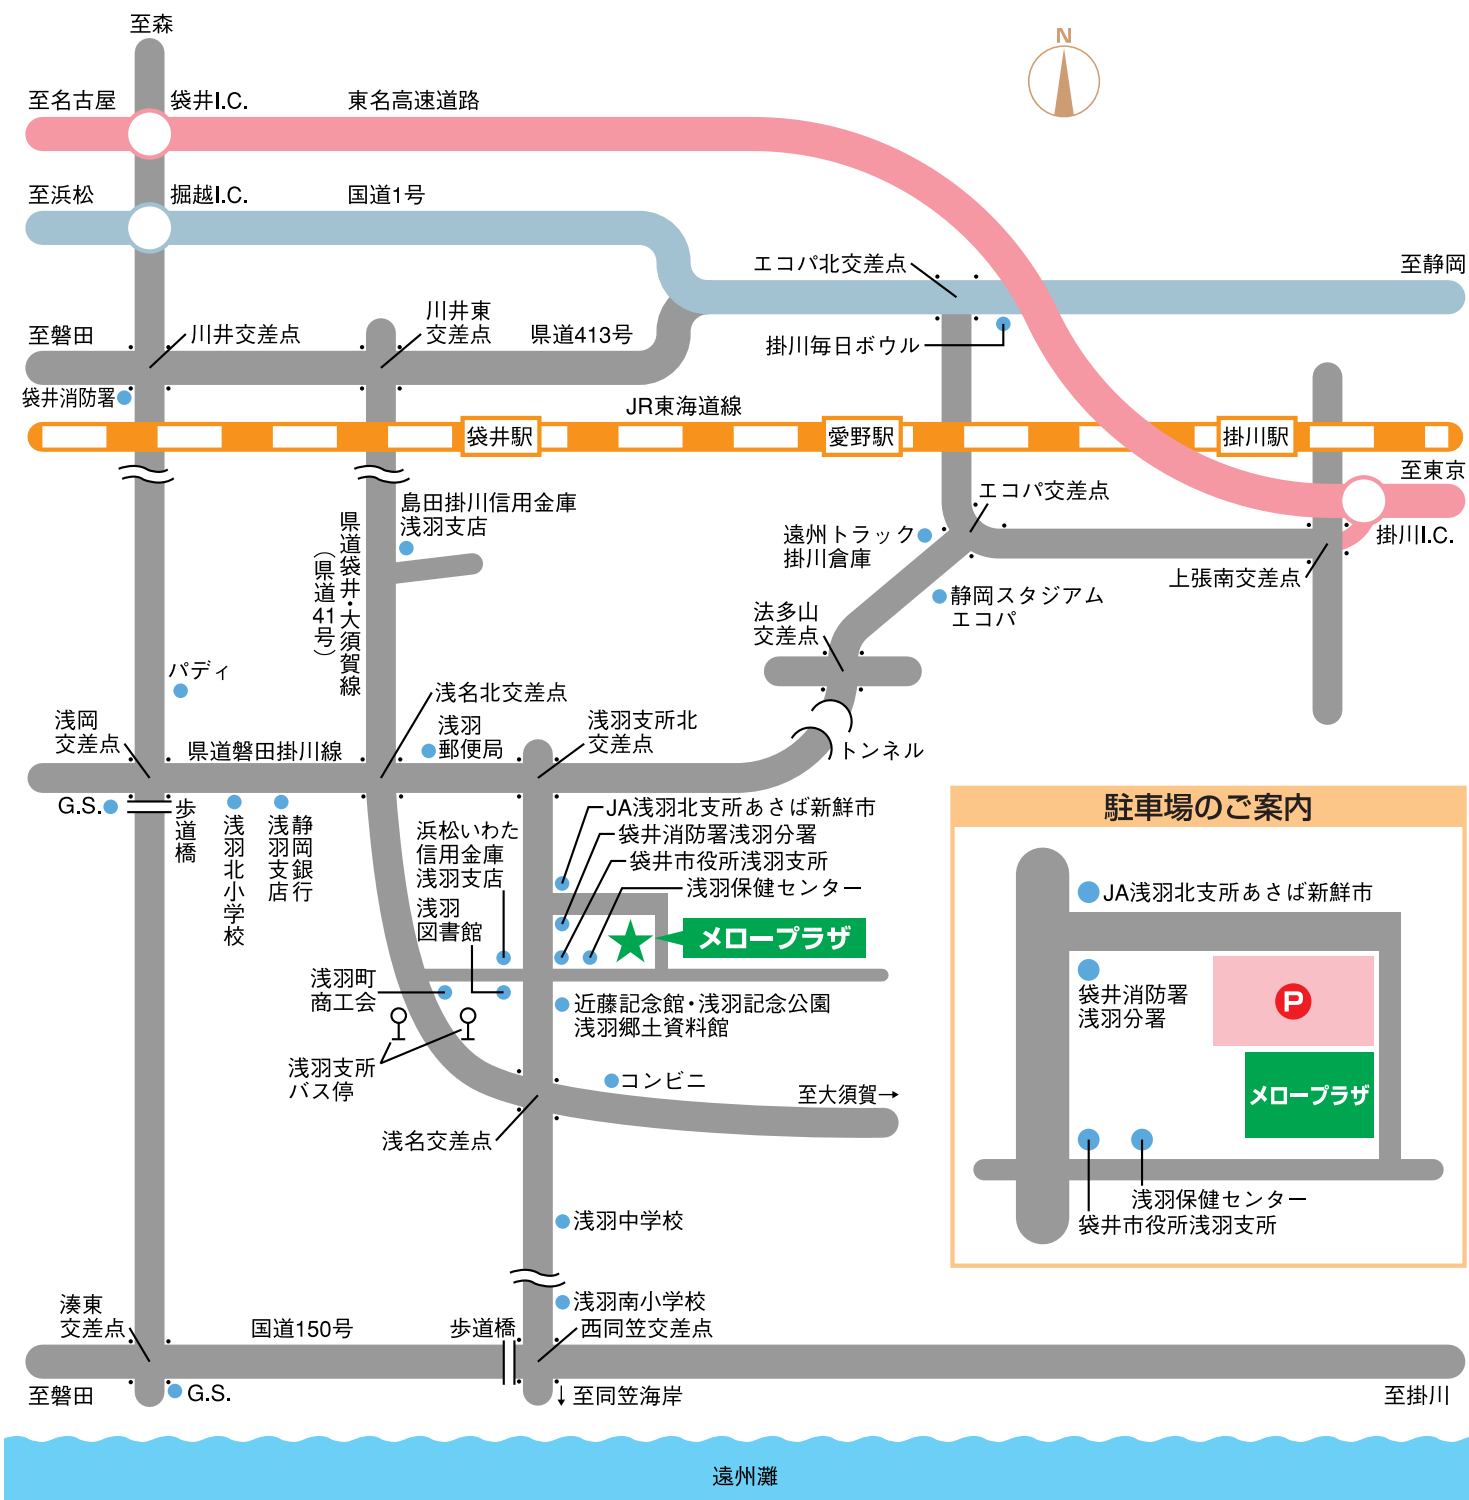 至森
N
至名古屋
袋井I.C.
東名高速道路
至浜松
掘越I.C.
国道1号
エコパ北交差点
至静岡
至磐田
川井交差点
川井東
交差点
県道413号
掛川毎日ボウル
袋井消防署
JR東海道線
袋井駅
愛野駅
掛川駅
至東京
島田掛川信用金庫
浅羽支店
エコパ交差点
県道袋井・大須賀線
（県道41号）
遠州トラック
掛川倉庫
掛川I.C.
上張南交差点
静岡スタジアム
エコパ
法多山
交差点
パディ
浅名北交差点
浅岡
交差点
県道磐田掛川線
浅羽
郵便局
浅羽支所北
交差点
トンネル
G.S.
歩道橋
浅羽北小学校
静岡銀行
浅羽支店
浜松いわた
信用金庫
浅羽支店
浅羽
図書館
JA浅羽北支所あさば新鮮市
袋井消防署浅羽分署
袋井市役所浅羽支所
浅羽保健センター
メロープラザ
浅羽町
商工会
近藤記念館・浅羽記念公園
浅羽郷土資料館
浅羽支所
バス停
コンビニ
至大須賀→
浅名交差点
浅羽中学校
浅羽南小学校
湊東
交差点
国道150号
歩道橋
西同笠交差点
至磐田
G.S.
↓至同笠海岸
至掛川
遠州灘
駐車場のご案内
JA浅羽北支所あさば新鮮市
袋井消防署
浅羽分署
P
メロープラザ
浅羽保健センター
袋井市役所浅羽支所